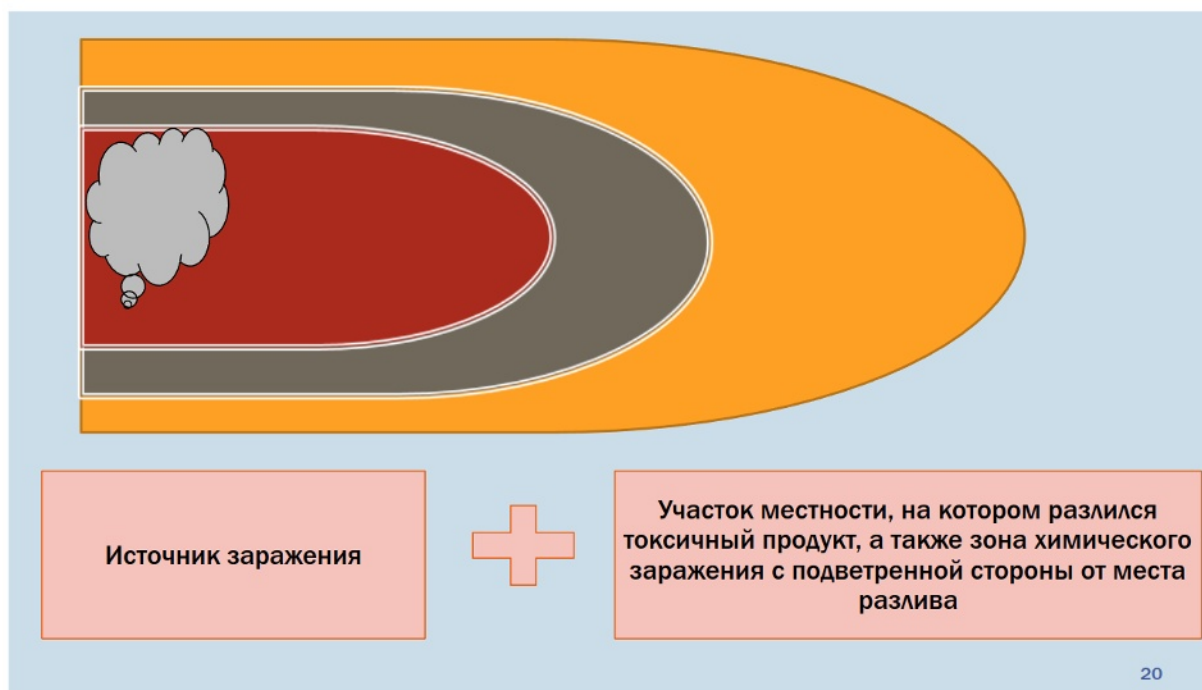 Источник заражения
Участок местности, на котором разлился
токсичный продукт, а также зона химического
заражения с подветренной стороны от места
разлива
20